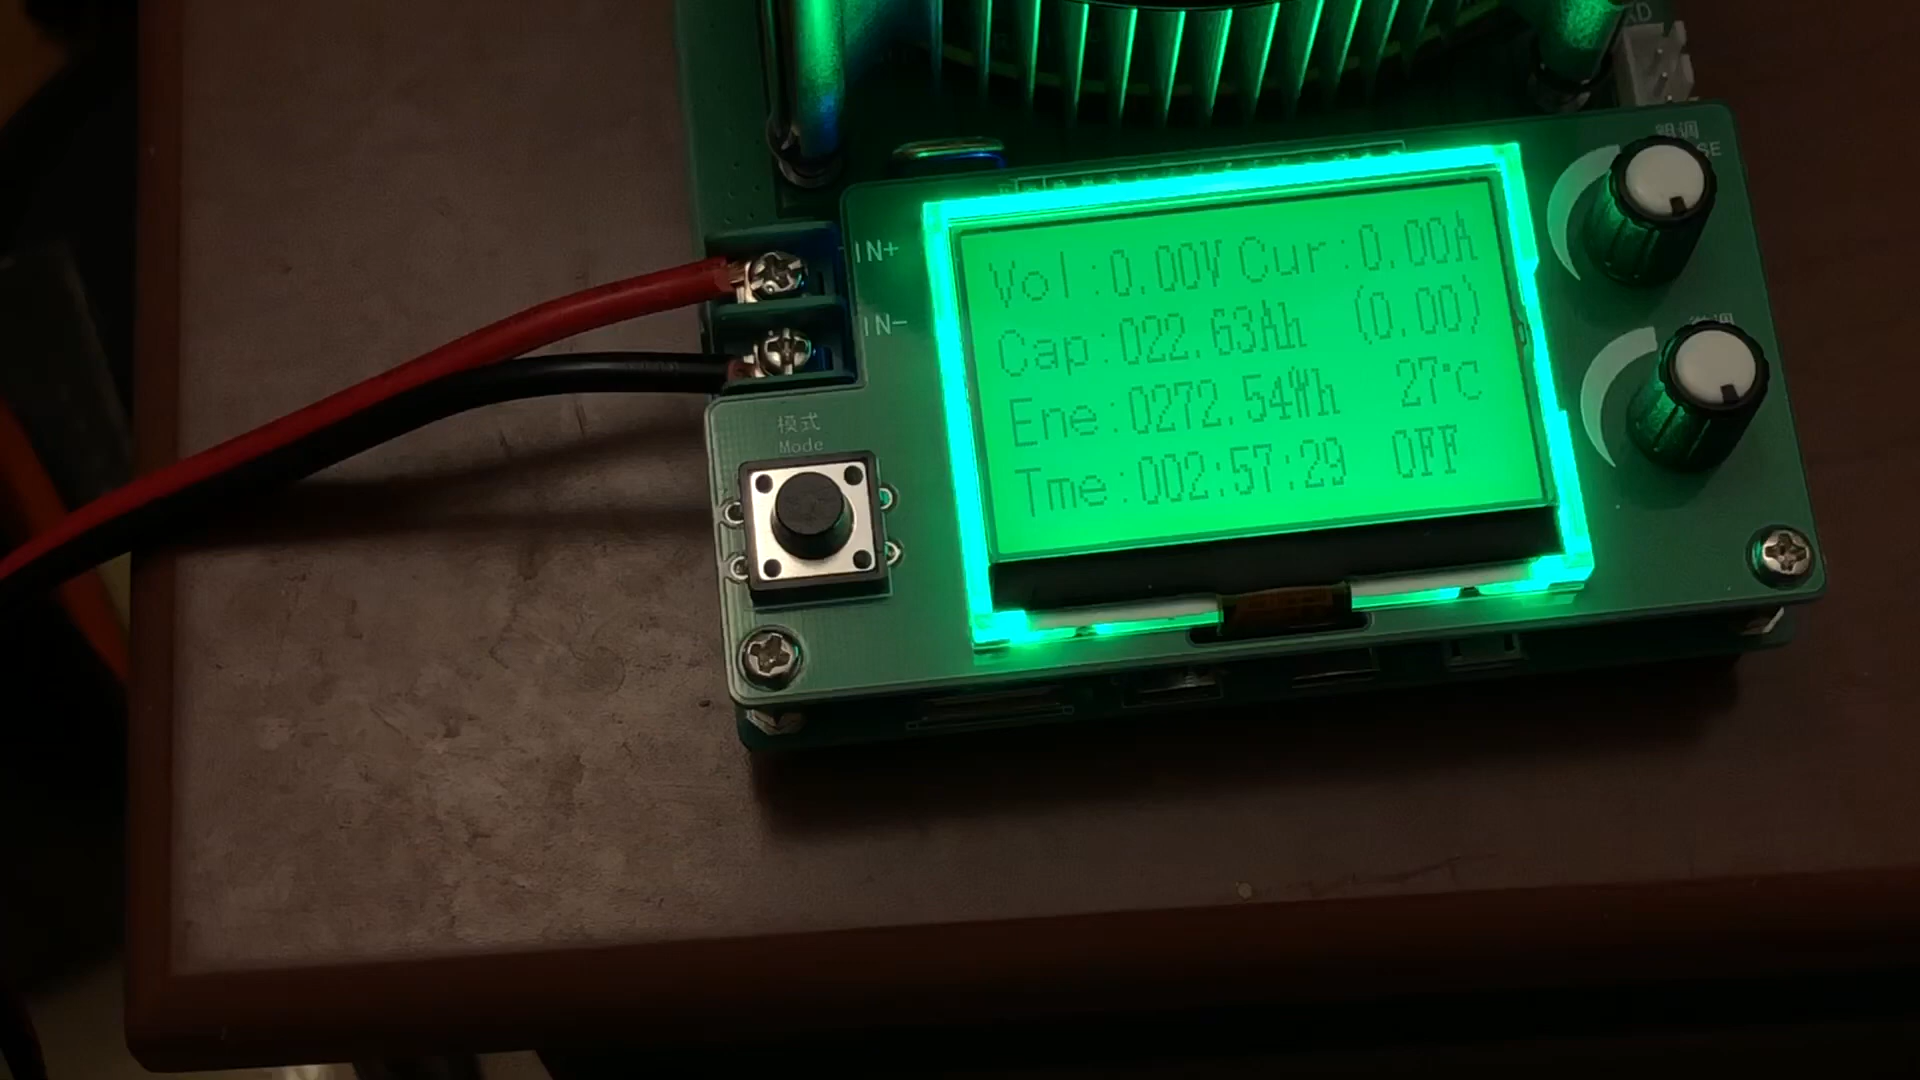 IN+
IN-
模式
Mode
Vol:0.00V Cur:0.00A
Cap:022.63Ah (0.00)
Ene:0272.54Wh 27°C
Tme:002:57:29 OFF